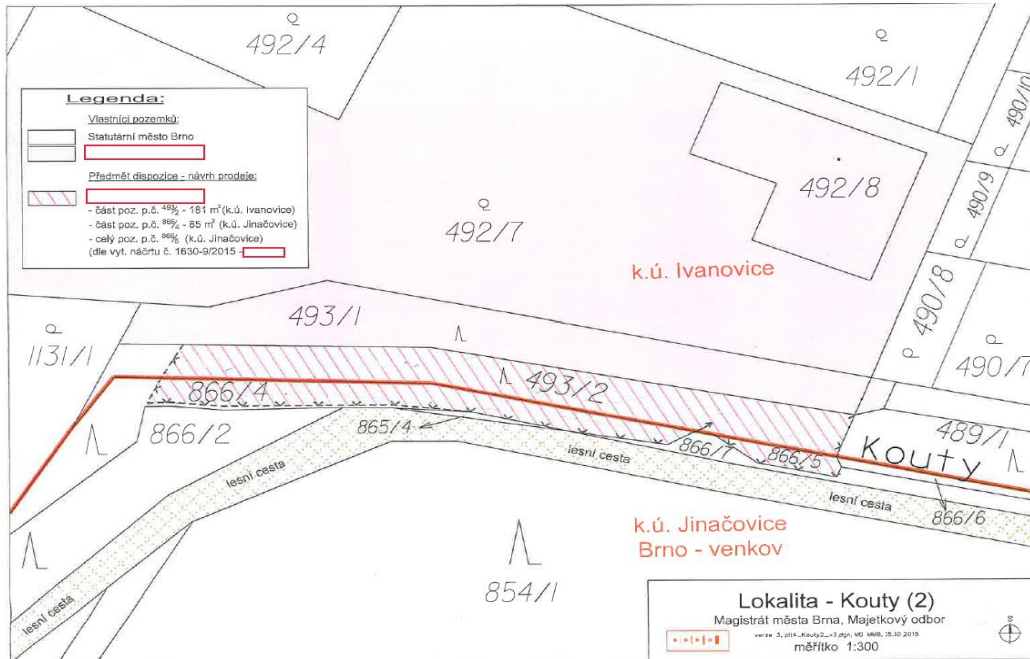 492/4
492/1
490/10
Legenda:
Vlastníci pozemků:
Statutární město Brno
Předmět dispozice - návrh prodeje:
- část poz. p.č. 493/2 - 181 m² (k.ú. Ivanovice)
- část poz. p.č. 866/4 - 85 m² (k.ú. Jinačovice)
- celý poz. p.č. 866/5 (k.ú. Jinačovice)
(dle vyt. náčrtu č. 1630-9/2015 -
490/9
492/8
492/7
k.ú. Ivanovice
490/8
493/1
1131/1
490/7
493/2
866/4
866/2
865/4
489/1
Kouty
866/7
866/5
lesní cesta
lesní cesta
lesní cesta
866/6
k.ú. Jinačovice
Brno - venkov
854/1
lesní cesta
Lokalita - Kouty (2)
Magistrát města Brna, Majetkový odbor
měřítko 1:300